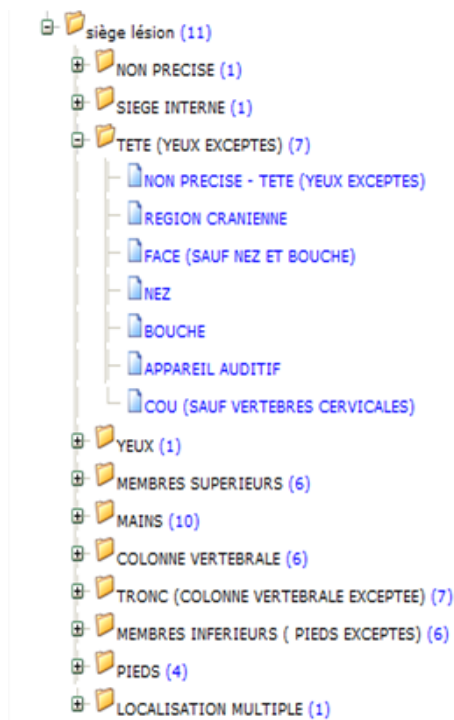 siège lésion (11)
NON PRECISE (1)
SIEGE INTERNE (1)
TETE (YEUX EXCEPTES) (7)
NON PRECISE - TETE (YEUX EXCEPTES)
REGION CRANIENNE
FACE (SAUF NEZ ET BOUCHE)
NEZ
BOUCHE
APPAREIL AUDITIF
COU (SAUF VERTEBRES CERVICALES)
YEUX (1)
MEMBRES SUPERIEURS (6)
MAINS (10)
COLONNE VERTEBRALE (6)
TRONC (COLONNE VERTEBRALE EXCEPTEE) (7)
MEMBRES INFERIEURS ( PIEDS EXCEPTES) (6)
PIEDS (4)
LOCALISATION MULTIPLE (1)